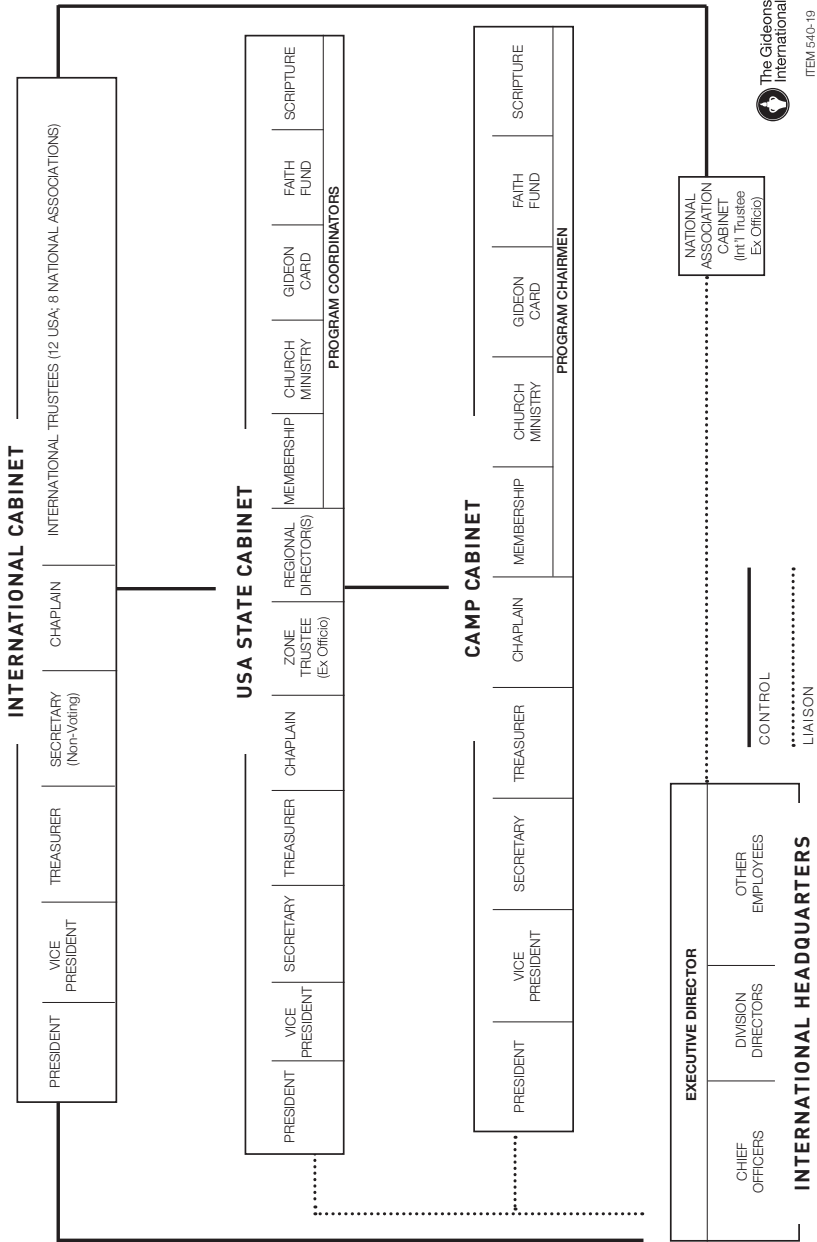 INTERNATIONAL CABINET
PRESIDENT
VICE
PRESIDENT
TREASURER
SECRETARY
(Non-Voting)
CHAPLAIN
INTERNATIONAL TRUSTEES (12 USA; 8 NATIONAL ASSOCIATIONS)
USA STATE CABINET
PRESIDENT
VICE
PRESIDENT
SECRETARY
TREASURER
CHAPLAIN
ZONE
TRUSTEE
(Ex Officio)
REGIONAL
DIRECTOR(S)
MEMBERSHIP
CHURCH
MINISTRY
GIDEON
CARD
FAITH
FUND
SCRIPTURE
PROGRAM COORDINATORS
CAMP CABINET
PRESIDENT
VICE
PRESIDENT
SECRETARY
TREASURER
CHAPLAIN
MEMBERSHIP
CHURCH
MINISTRY
GIDEON
CARD
FAITH
FUND
SCRIPTURE
PROGRAM CHAIRMEN
EXECUTIVE DIRECTOR
CHIEF
OFFICERS
DIVISION
DIRECTORS
OTHER
EMPLOYEES
INTERNATIONAL HEADQUARTERS
CONTROL
LIAISON
NATIONAL
ASSOCIATION
CABINET
(Int'l Trustee
Ex Officio)
The Gideons
International
ITEM 540-19